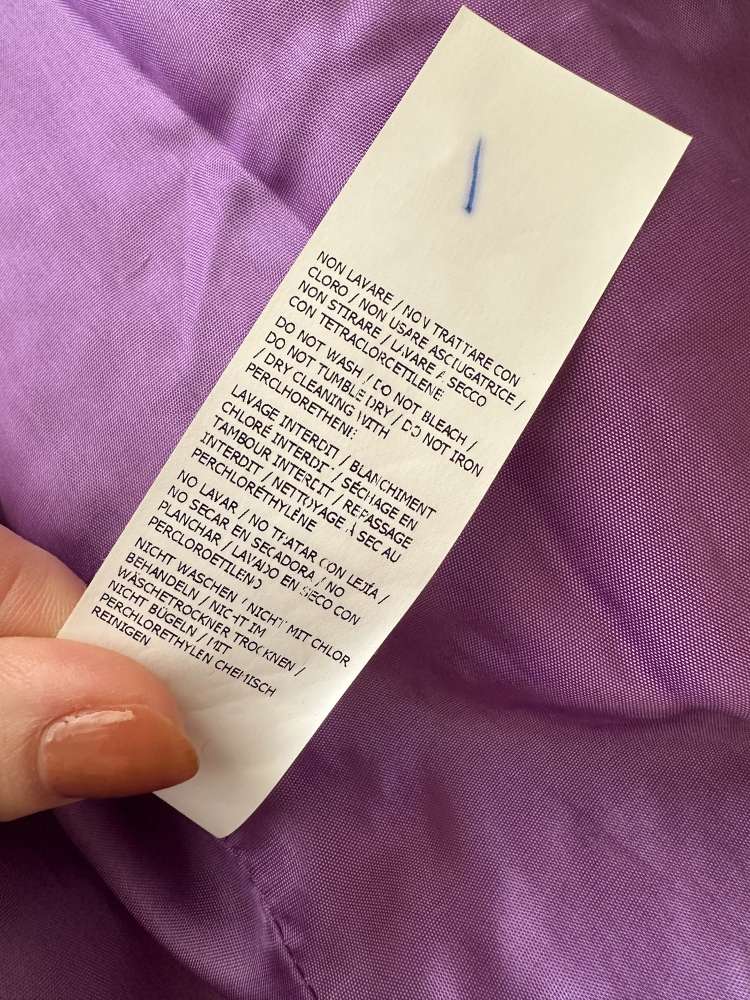 NON LAVARE / NON TRATTARE CON
CLORO / NON USARE ASCIUGATRICE /
NON STIRARE / LAVARE A SECCO
CON TETRACLORCETILENE
DO NOT WASH / DO NOT BLEACH /
DO NOT TUMBLE DRY / DO NOT IRON
/ DRY CLEANING WITH
PERCLHORETHENE
LAVAGE INTERDIT / BLANCHIMENT
CHLORÉ INTERDIT / SÉCHAGE EN
TAMBOUR INTERDIT / REPASSAGE
INTERDIT / NETTOYAGE À SEC AU
PERCHLORÉTHYLÈNE
NO LAVAR / NO TRATAR CON LEJÍA /
NO SECAR EN SECADORA / NO
PLANCHAR / LAVADO EN SECO CON
PERCLOROETILENO
NICHT WASCHEN / NICHT MIT CHLOR
BEHANDELN / NICHT IM
WÄSCHETROCKNER TROCKNEN /
NICHT BÜGELN / MIT
PERCHLORETHYLEN CHEMISCH
REINIGEN